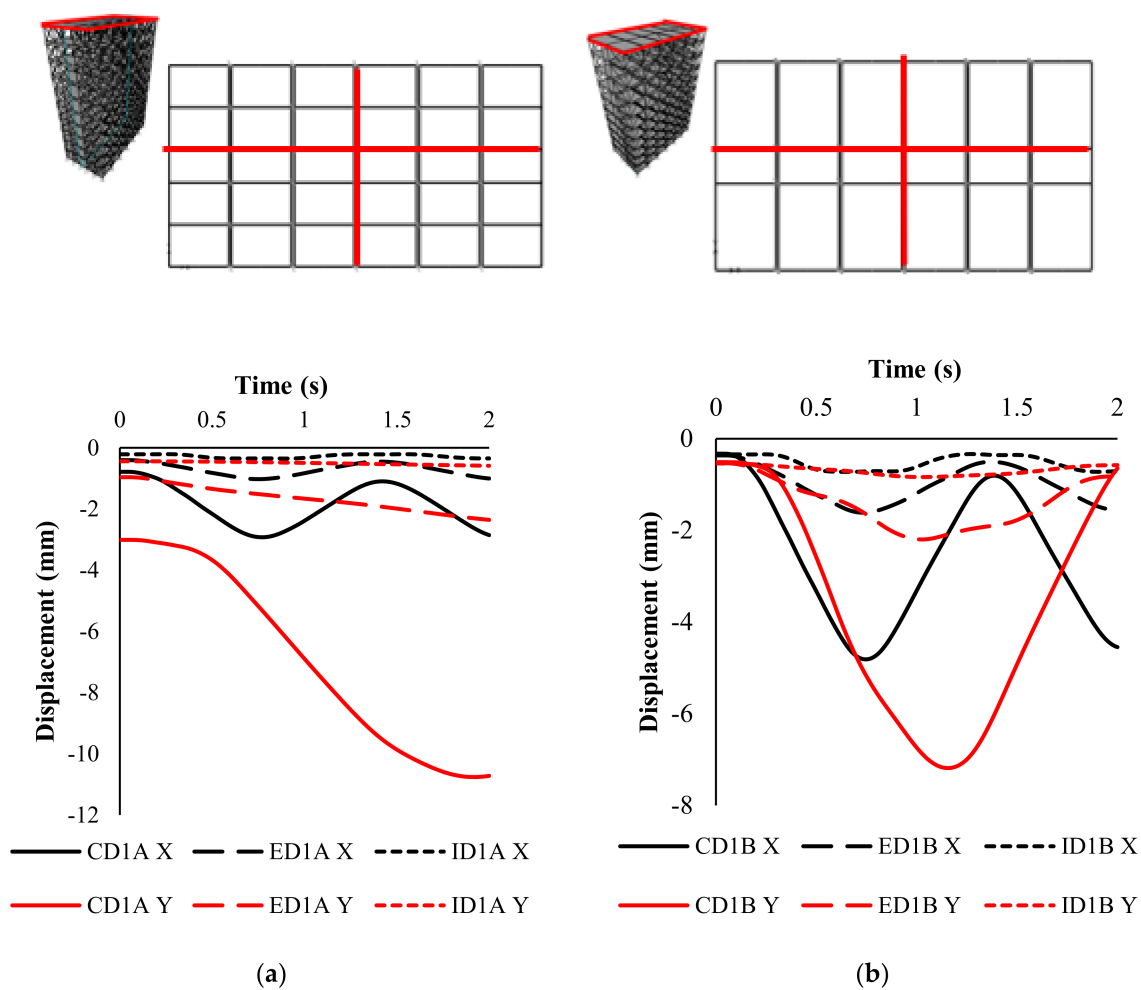 Time (s)
0 0.5 1 1.5 2
0
-2
-4
-6
-8
-10
-12
Displacement (mm)
CD1A X ED1A X ID1A X
CD1A Y ED1A Y ID1A Y
(a)
Time (s)
0 0.5 1 1.5 2
0
-2
-4
-6
-8
Displacement (mm)
CD1B X ED1B X ID1B X
CD1B Y ED1B Y ID1B Y
(b)